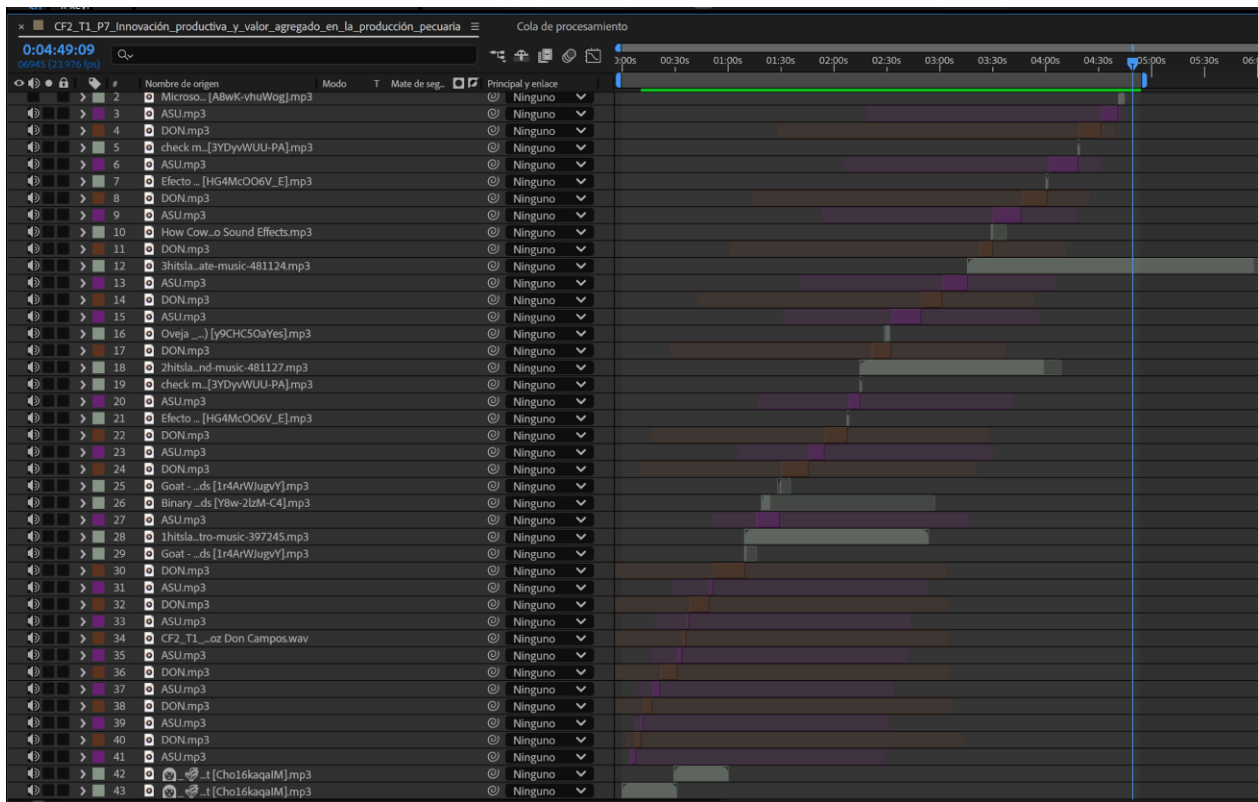 CF2_T1_P7_Innovación_productiva_y_valor_agregado_en_la_producción_pecuaria Cola de procesamiento
0:04:49:09
06945 (23.976 fps)
00:30s 01:00s 01:30s 02:00s 02:30s 03:00s 03:30s 04:00s 04:30s 05:00s 05:30s
# Nombre de origen Modo T Mate de seg... Principal y enlace
2 Microso... [A8wK-vhuWog].mp3 Ninguno
3 ASU.mp3 Ninguno
4 DON.mp3 Ninguno
5 check m...[3YDyvWUU-PA].mp3 Ninguno
6 ASU.mp3 Ninguno
7 Efecto ... [HG4McOO6V_E].mp3 Ninguno
8 DON.mp3 Ninguno
9 ASU.mp3 Ninguno
10 How Cow...o Sound Effects.mp3 Ninguno
11 DON.mp3 Ninguno
12 3hitsla...ate-music-481124.mp3 Ninguno
13 ASU.mp3 Ninguno
14 DON.mp3 Ninguno
15 ASU.mp3 Ninguno
16 Oveja _...) [y9CHC5OaYes].mp3 Ninguno
17 DON.mp3 Ninguno
18 2hitsla...nd-music-481127.mp3 Ninguno
19 check m...[3YDyvWUU-PA].mp3 Ninguno
20 ASU.mp3 Ninguno
21 Efecto ... [HG4McOO6V_E].mp3 Ninguno
22 DON.mp3 Ninguno
23 ASU.mp3 Ninguno
24 DON.mp3 Ninguno
25 Goat - ...ds [1r4ArWJugvY].mp3 Ninguno
26 Binary ...ds [Y8w-2lzM-C4].mp3 Ninguno
27 ASU.mp3 Ninguno
28 1hitsla...tro-music-397245.mp3 Ninguno
29 Goat - ...ds [1r4ArWJugvY].mp3 Ninguno
30 DON.mp3 Ninguno
31 ASU.mp3 Ninguno
32 DON.mp3 Ninguno
33 ASU.mp3 Ninguno
34 CF2_T1_...oz Don Campos.wav Ninguno
35 ASU.mp3 Ninguno
36 DON.mp3 Ninguno
37 ASU.mp3 Ninguno
38 DON.mp3 Ninguno
39 ASU.mp3 Ninguno
40 DON.mp3 Ninguno
41 ASU.mp3 Ninguno
42 _...t [Cho16kaqaIM].mp3 Ninguno
43 _...t [Cho16kaqaIM].mp3 Ninguno